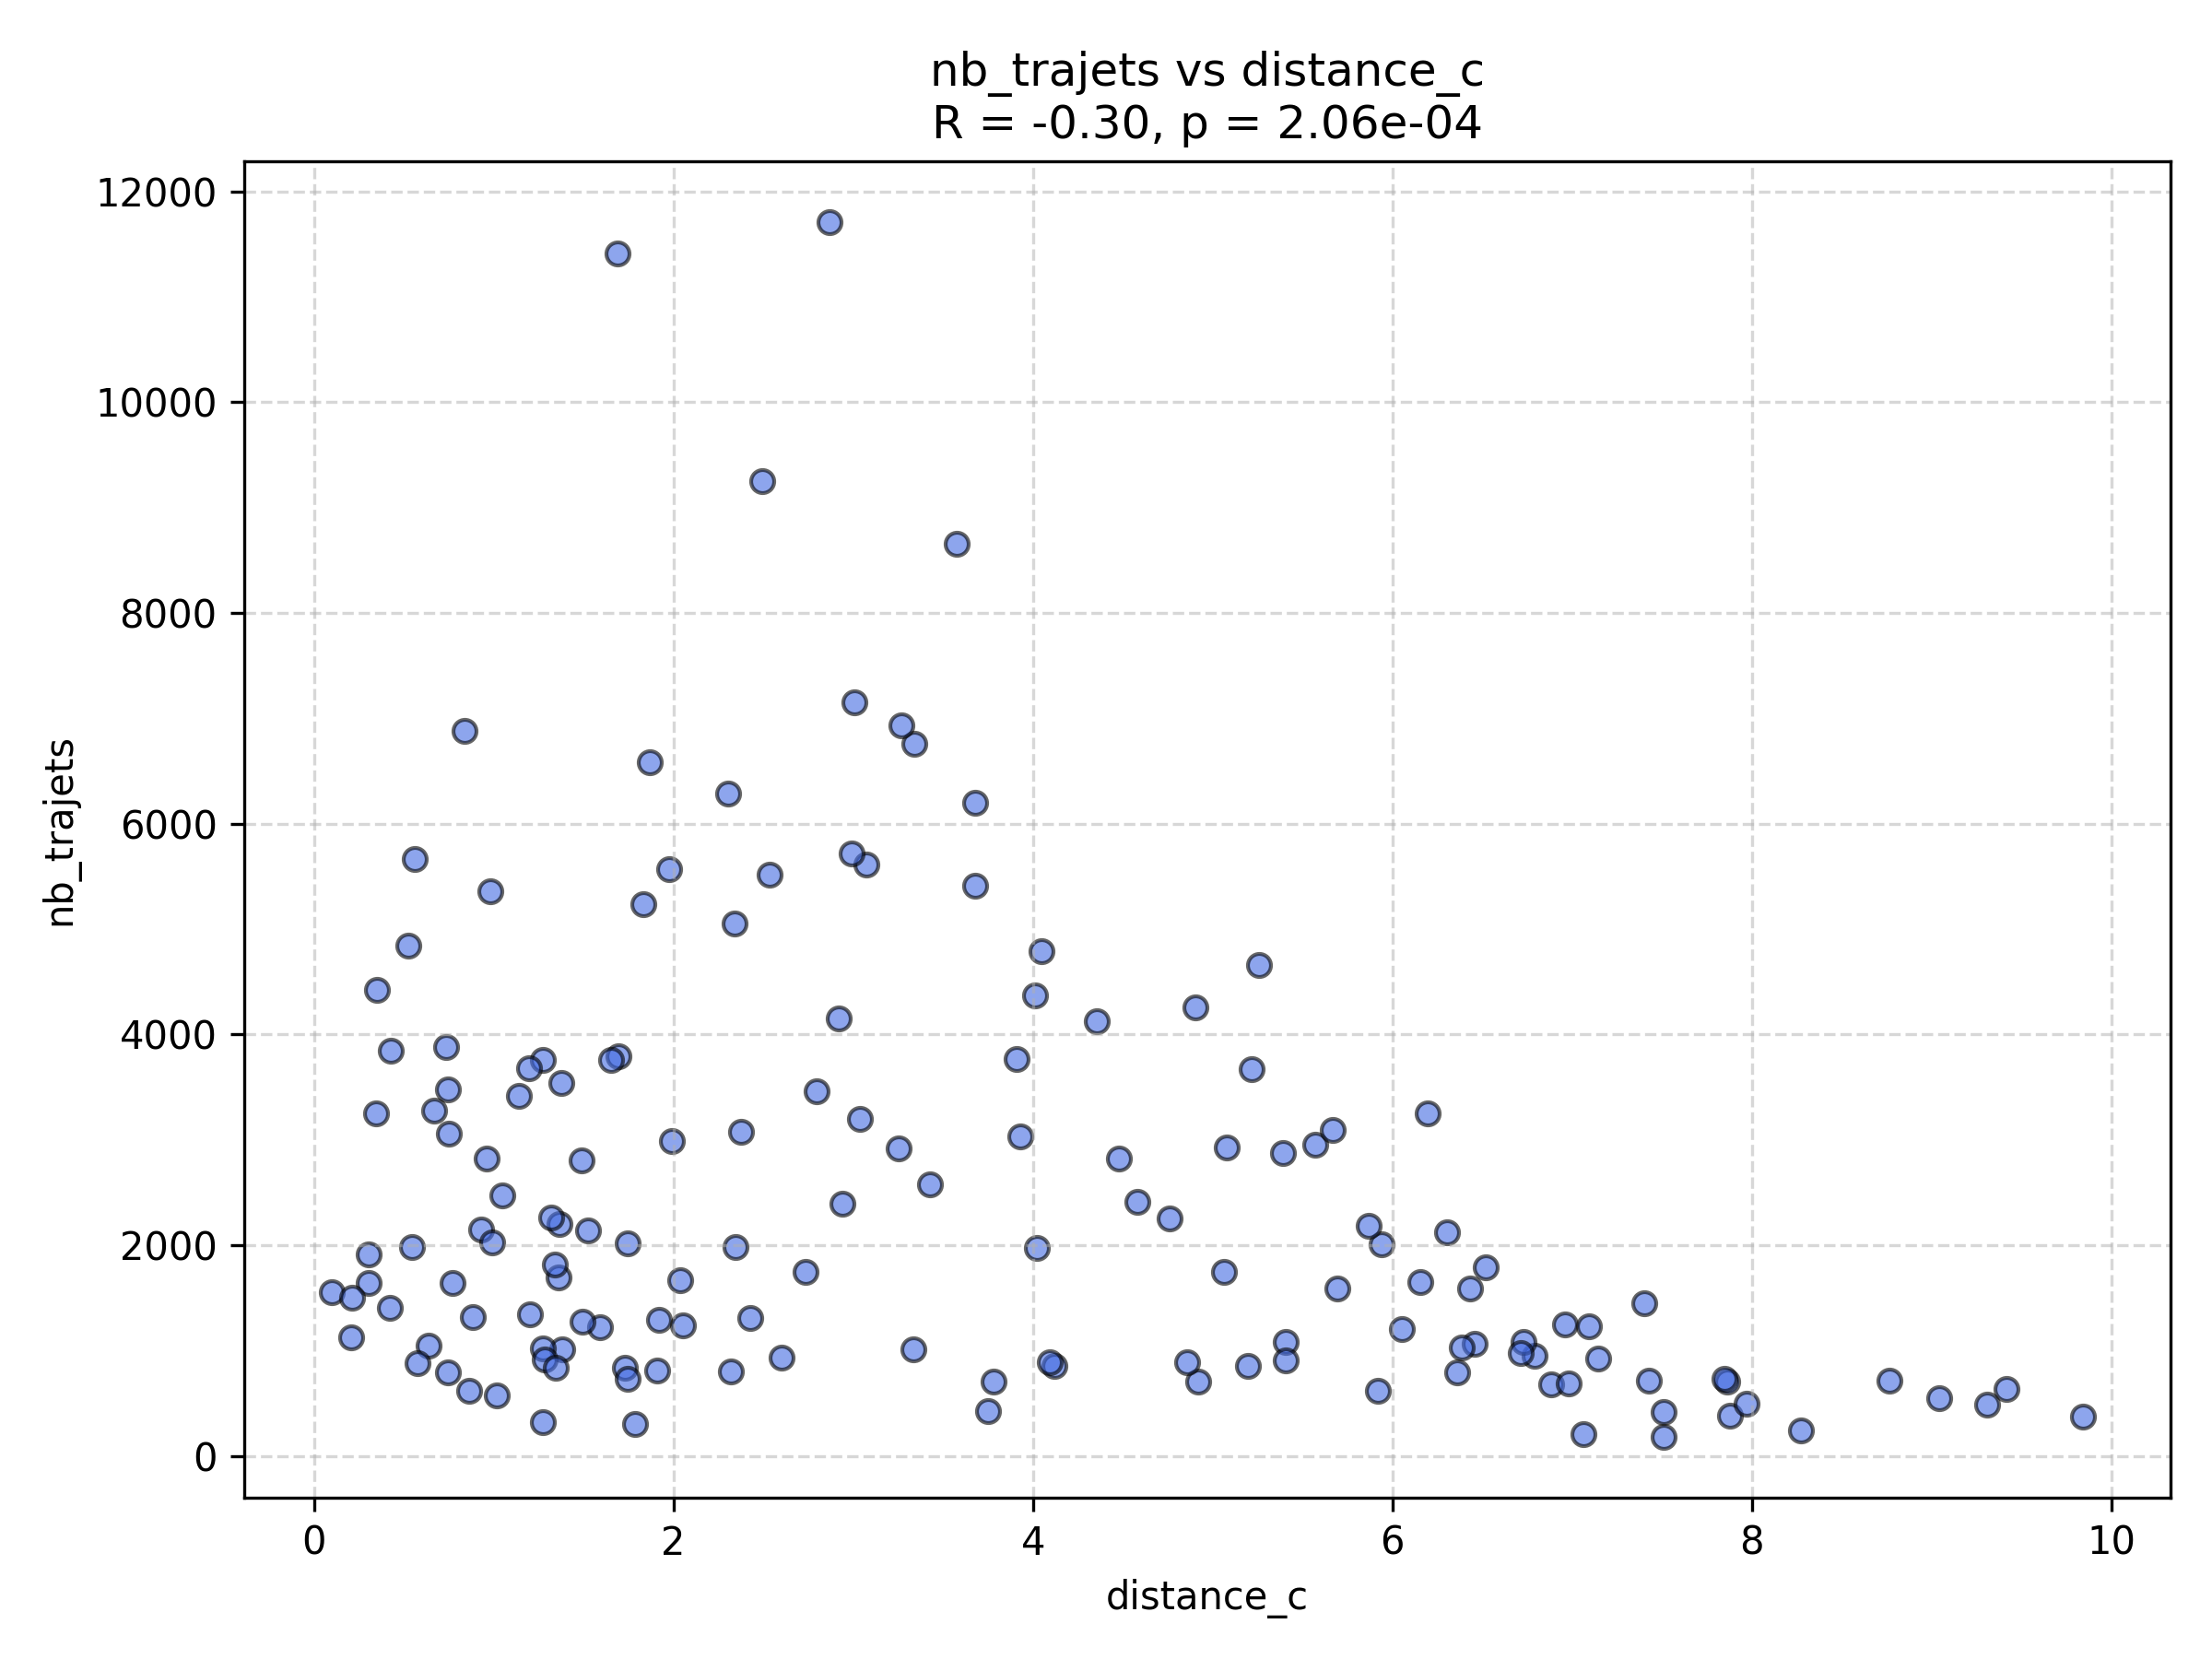 nb_trajets vs distance_c
R = -0.30, p = 2.06e-04
12000
10000
8000
6000
4000
2000
0
nb_trajets
0 2 4 6 8 10
distance_c